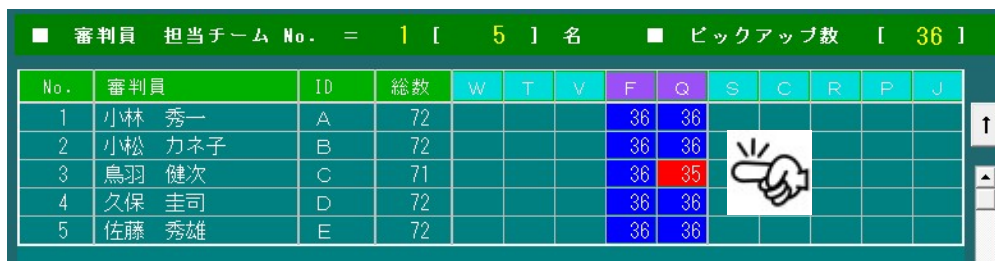 ■ 審判員 担当チーム No. = 1 [ 5 ] 名 ■ ピックアップ数 [ 36 ]
No. 審判員 ID 総数 W T V F Q S C R P J
1 小林 秀一 A 72 36 36
2 小松 カネ子 B 72 36 36
3 鳥羽 健次 C 71 36 35
4 久保 圭司 D 72 36 36
5 佐藤 秀雄 E 72 36 36
↑